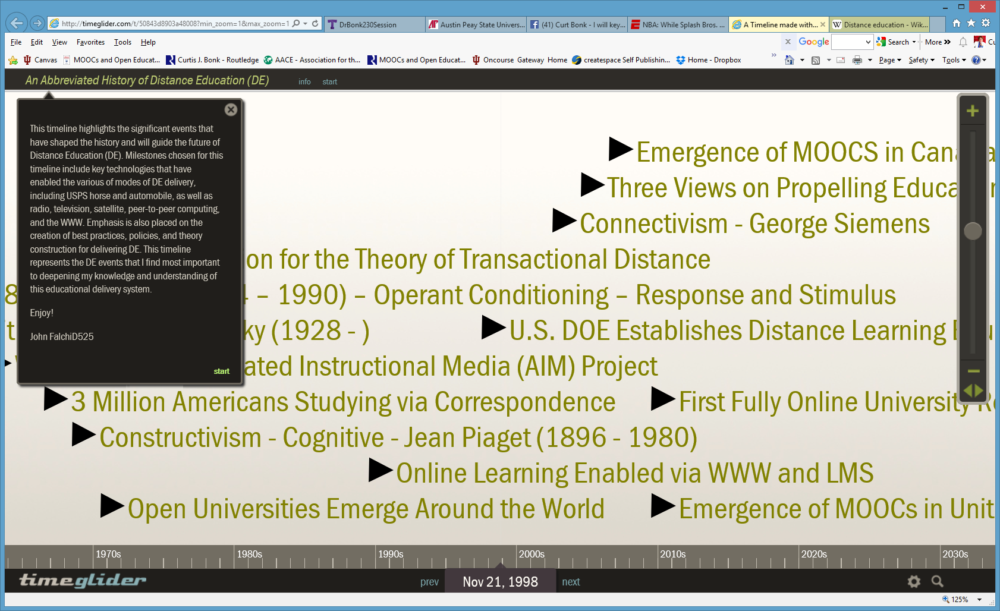 http://timeglider.com/t/50843d8903a48008?min_zoom=1&max_zoom=1
DrBonk230Session
Austin Peay State Univers...
(41) Curt Bonk - I will key...
NBA: While Splash Bros. ...
A Timeline made with...
Distance education - Wik...
File Edit View Favorites Tools Help
x Google Search More »
Canvas MOOCs and Open Educat... Curtis J. Bonk - Routledge AACE - Association for th... MOOCs and Open Educat... Oncourse Gateway Home createspace Self Publishin... Home - Dropbox » Page Safety Tools
An Abbreviated History of Distance Education (DE) info start
This timeline highlights the significant events that
have shaped the history and will guide the future of
Distance Education (DE). Milestones chosen for this
timeline include key technologies that have
enabled the various of modes of DE delivery,
including USPS horse and automobile, as well as
radio, television, satellite, peer-to-peer computing,
and the WWW. Emphasis is also placed on the
creation of best practices, policies, and theory
construction for delivering DE. This timeline
represents the DE events that I find most important
to deepening my knowledge and understanding of
this educational delivery system.
Enjoy!
John FalchiD525
start
Emergence of MOOCS in
Three Views on Propelling
Connectivism - George Siemens
on for the Theory of Transactional Distance
– 1990) – Operant Conditioning – Response and Stimulus
ky (1928 - )
U.S. DOE Establishes Distance Learning
ated Instructional Media (AIM) Project
3 Million Americans Studying via Correspondence
First Fully Online University
Constructivism - Cognitive - Jean Piaget (1896 - 1980)
Online Learning Enabled via WWW and LMS
Open Universities Emerge Around the World
Emergence of MOOCs in Unit
1970s 1980s 1990s 2000s 2010s 2020s 2030s
timeglider
prev Nov 21, 1998 next
125%